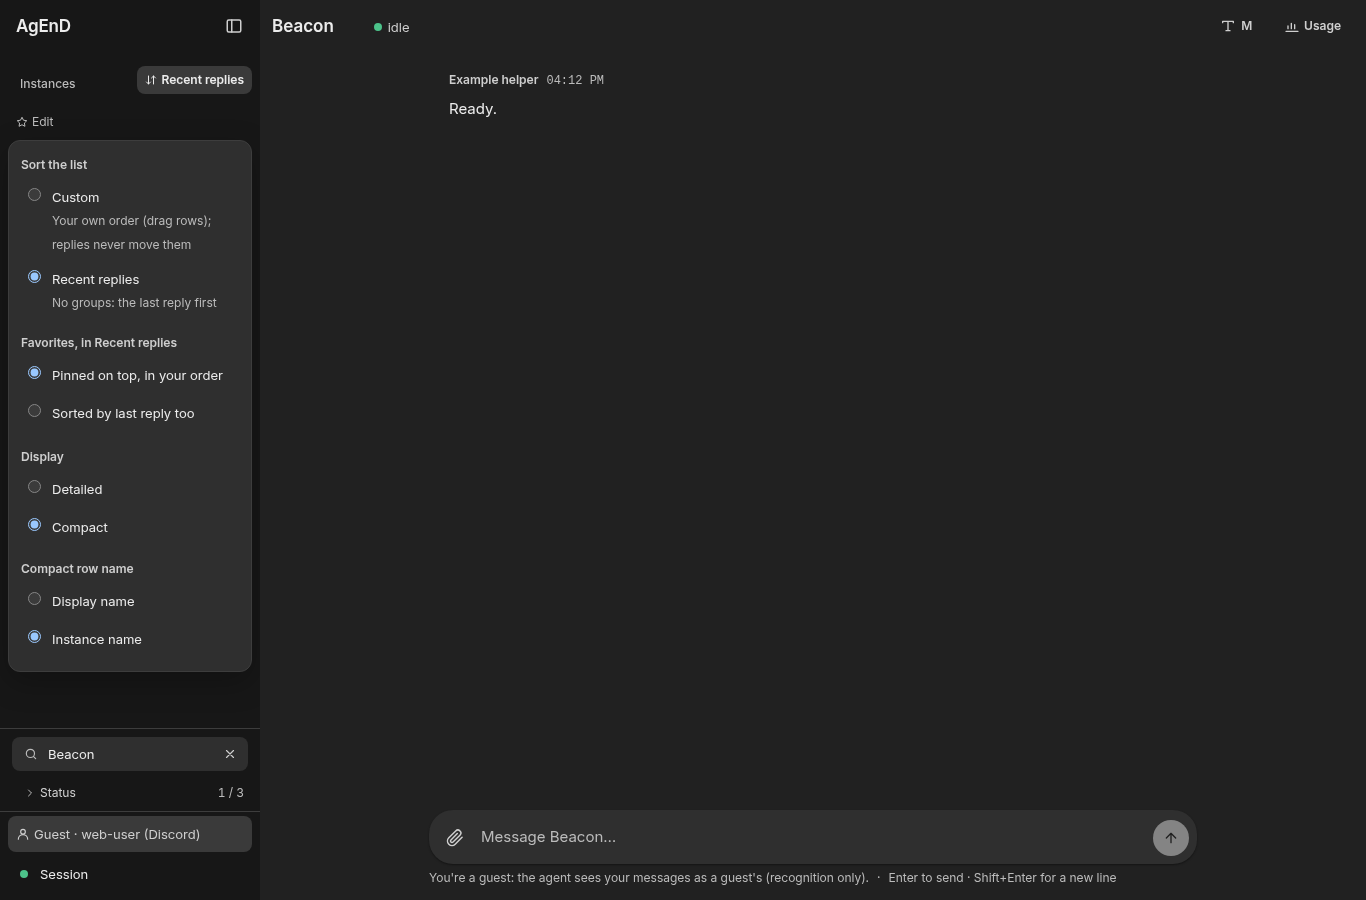 AgEnD
Instances
Recent replies
Edit
Sort the list
Custom
Your own order (drag rows);
replies never move them
Recent replies
No groups: the last reply first
Favorites, in Recent replies
Pinned on top, in your order
Sorted by last reply too
Display
Detailed
Compact
Compact row name
Display name
Instance name
Beacon
Status 1 / 3
Guest · web-user (Discord)
Session
Beacon idle
M Usage
Example helper 04:12 PM
Ready.
Message Beacon...
You're a guest: the agent sees your messages as a guest's (recognition only). · Enter to send · Shift+Enter for a new line